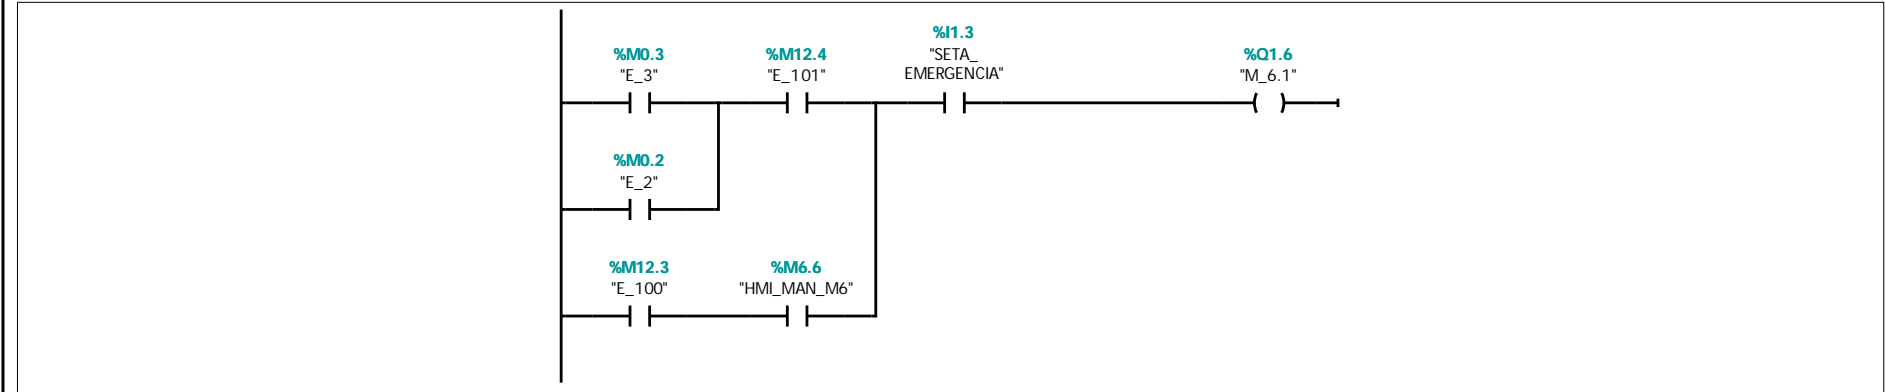 %I1.3
"SETA_
EMERGENCIA"
%M0.3
"E_3"
%M12.4
"E_101"
%Q1.6
"M_6.1"
%M0.2
"E_2"
%M12.3
"E_100"
%M6.6
"HMI_MAN_M6"